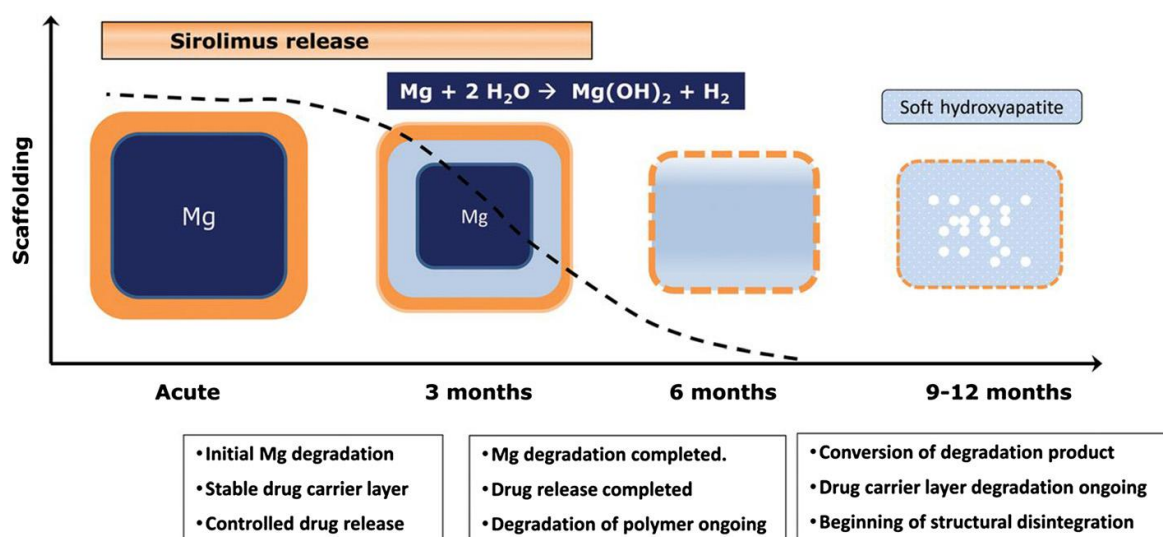 Sirolimus release
Mg + 2 H₂O → Mg(OH)₂ + H₂
Soft hydroxyapatite
Scaffolding
Mg
Mg
Acute
3 months
6 months
9-12 months
•Initial Mg degradation
•Stable drug carrier layer
•Controlled drug release
•Mg degradation completed.
•Drug release completed
•Degradation of polymer ongoing
•Conversion of degradation product
•Drug carrier layer degradation ongoing
•Beginning of structural disintegration